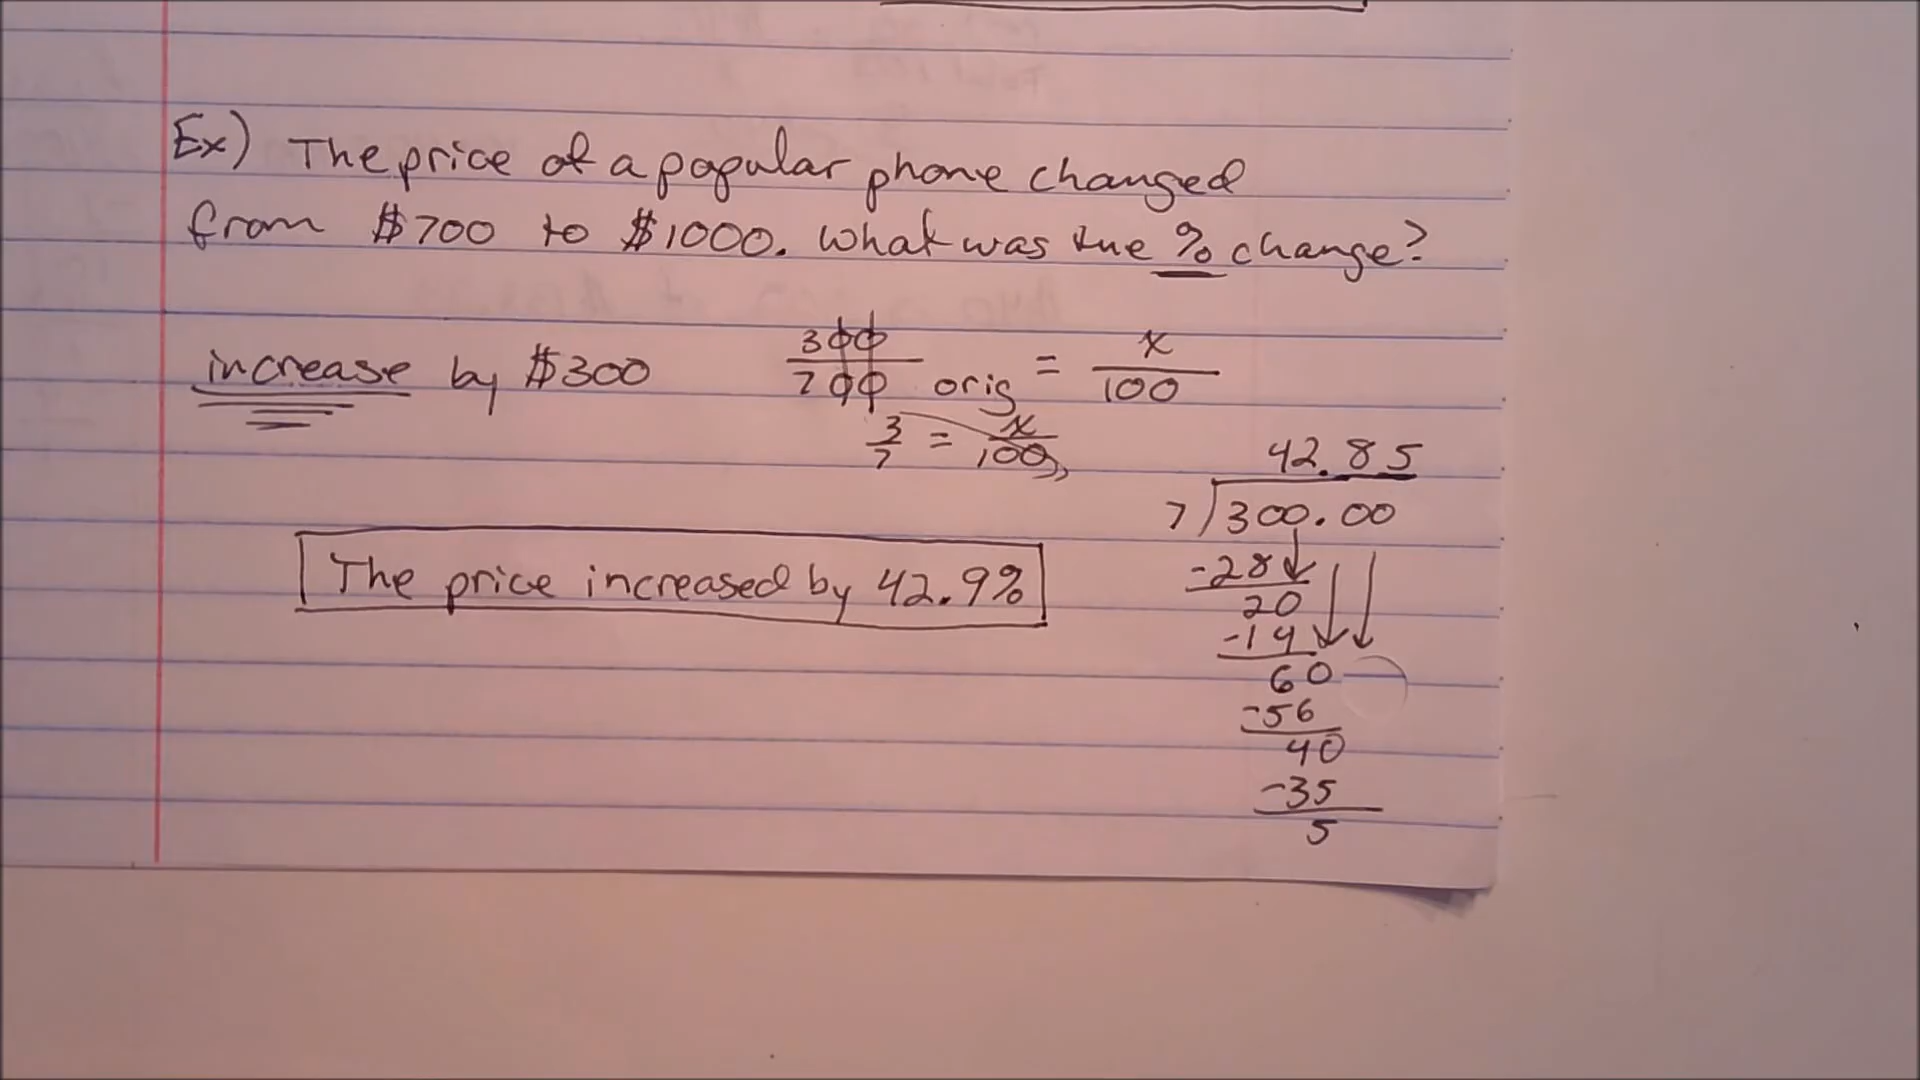 Ex) The price of a popular phone changed
from $700 to $1000. What was the % change?
increase by $300
300/700 orig = x/100
3/7 = x/100
42.85
7)300.00
-28
20
-14
60
-56
40
-35
5
The price increased by 42.9%